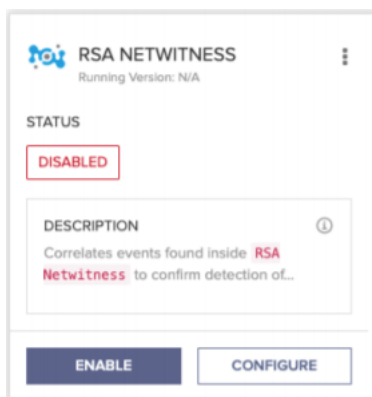 RSA NETWITNESS
Running Version: N/A
STATUS
DISABLED
DESCRIPTION
Correlates events found inside RSA
Netwitness to confirm detection of...
ENABLE CONFIGURE